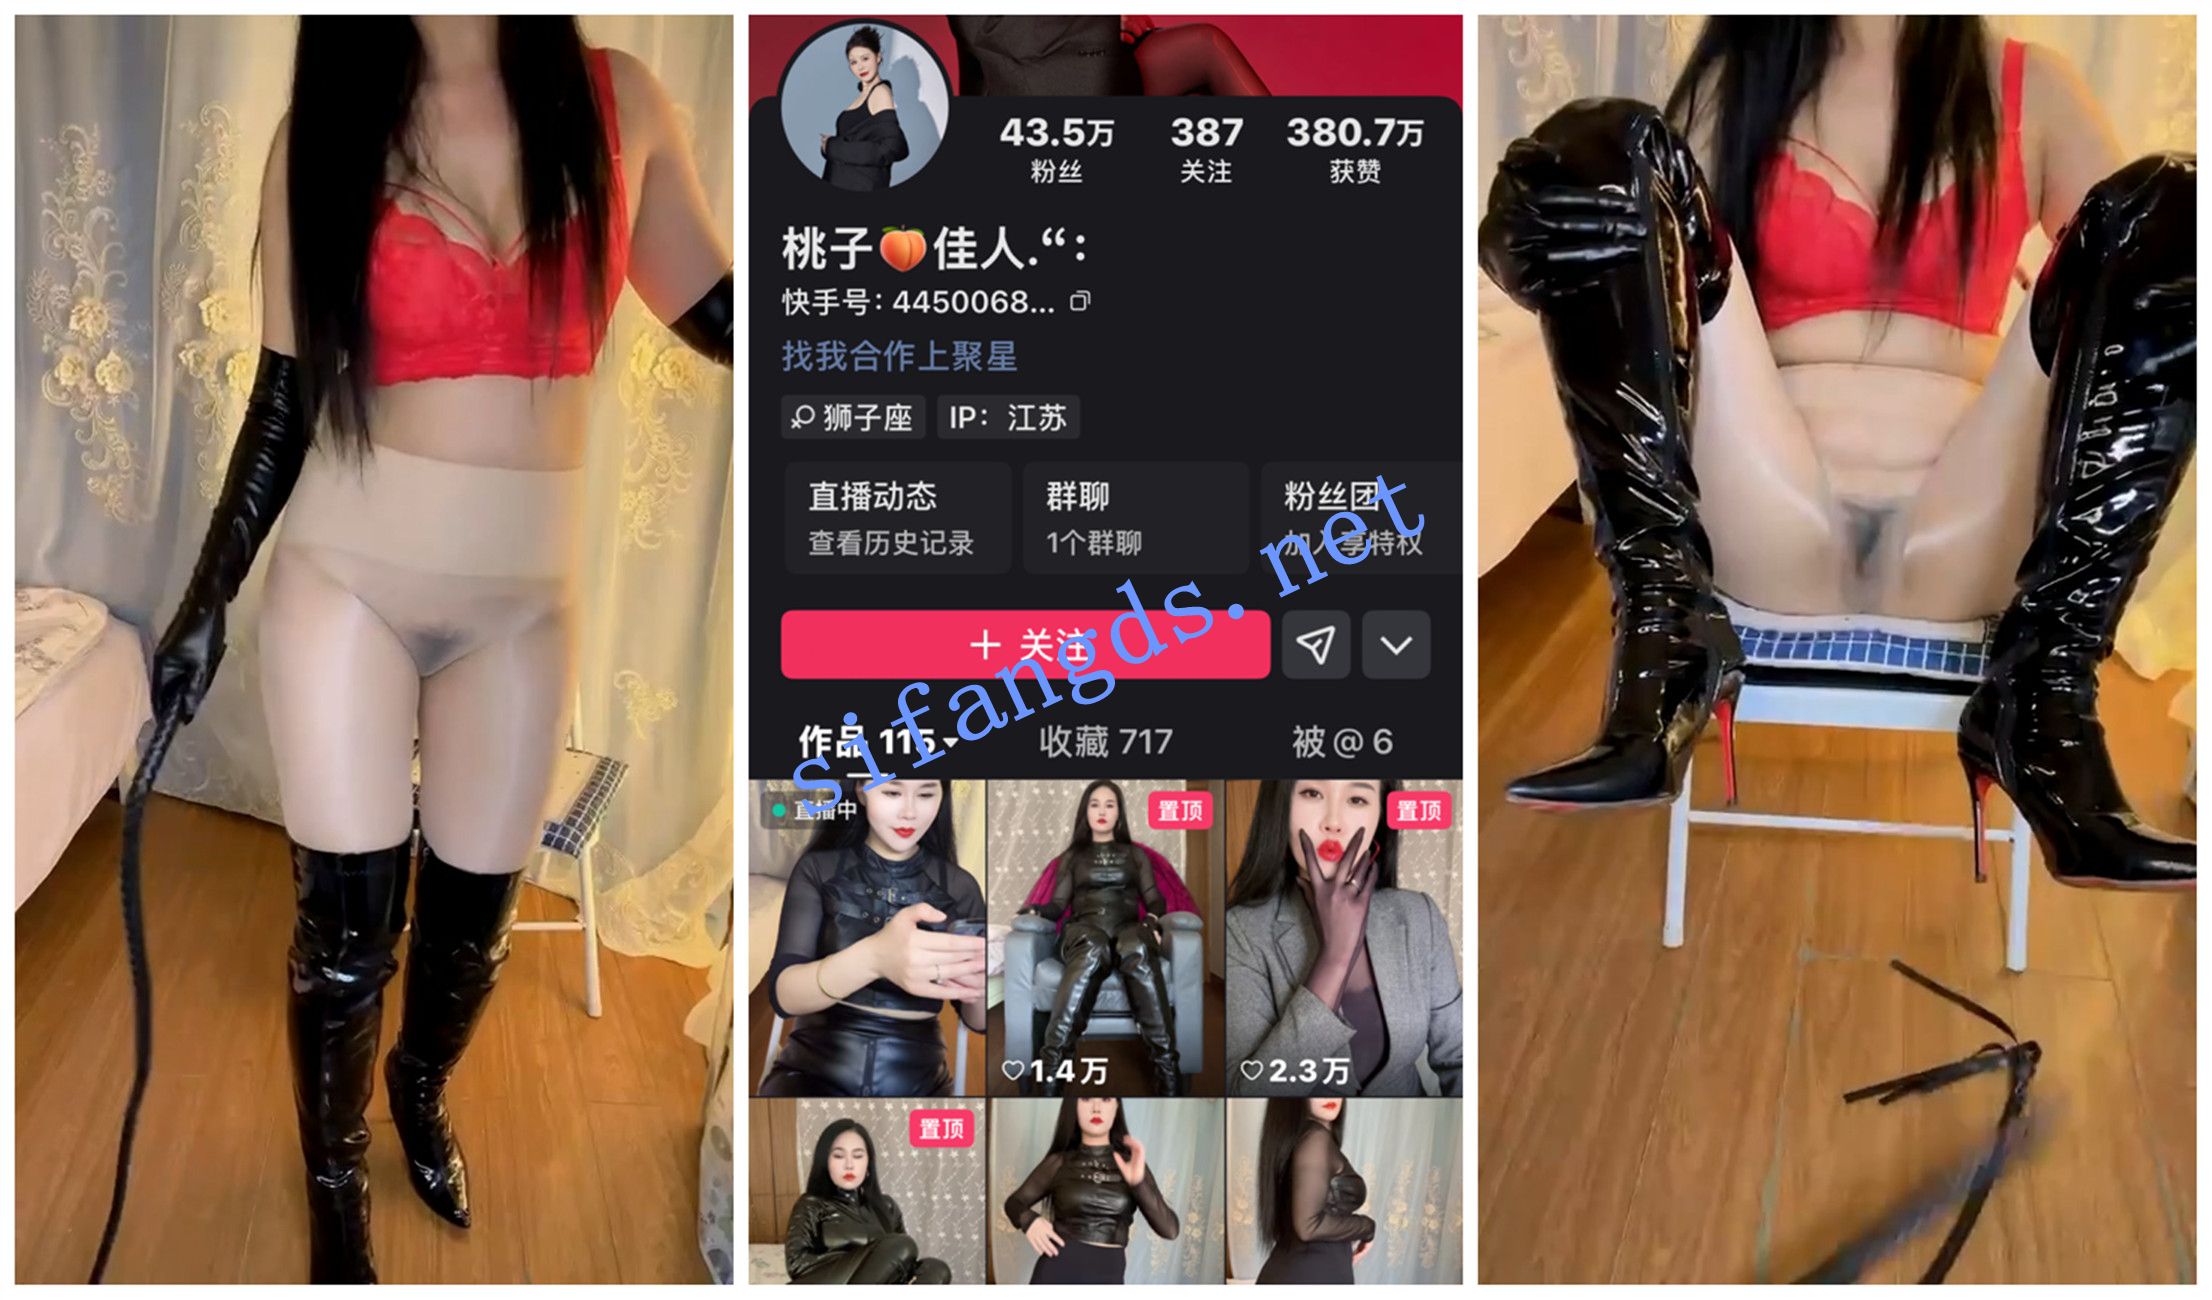 43.5万
387
380.7万
粉丝
关注
获赞
桃子🍑佳人.“:
快手号: 4450068...
找我合作上聚星
狮子座
IP: 江苏
直播动态
群聊
粉丝团
查看历史记录
1个群聊
加入享特权
+ 关注
作品 115
收藏 717
被@6
直播中
置顶
置顶
1.4万
2.3万
置顶
sifangds.net